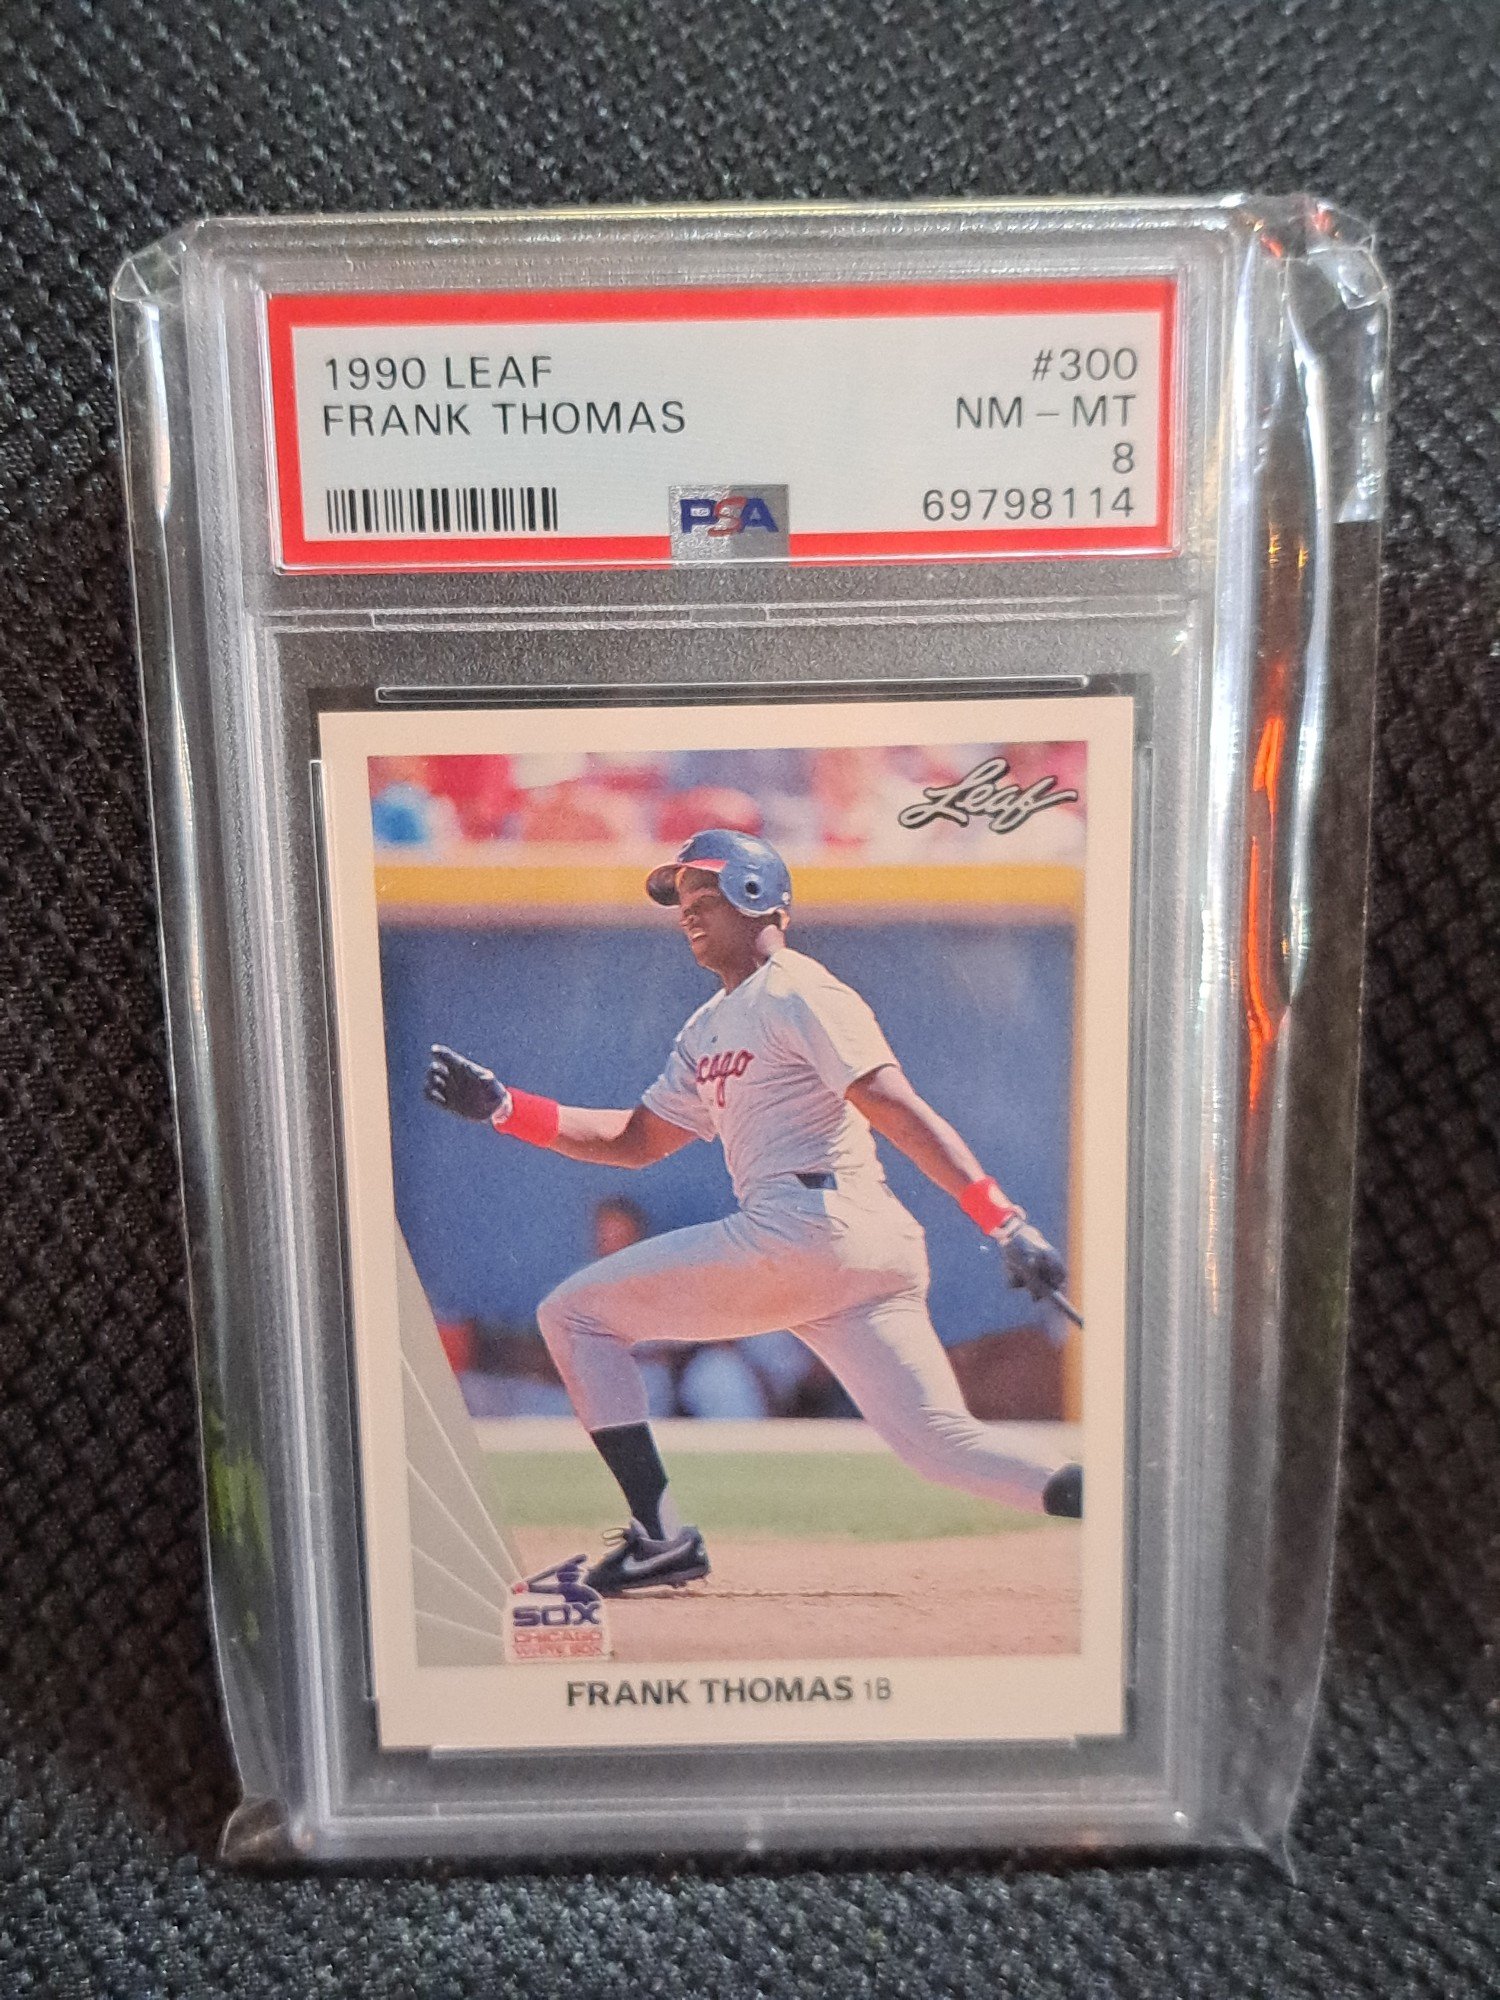 1990 LEAF
#300
FRANK THOMAS
NM - MT
8
PSA
69798114
Leaf
cago
SOX
CHICAGO
WHITE SOX
FRANK THOMAS 1B